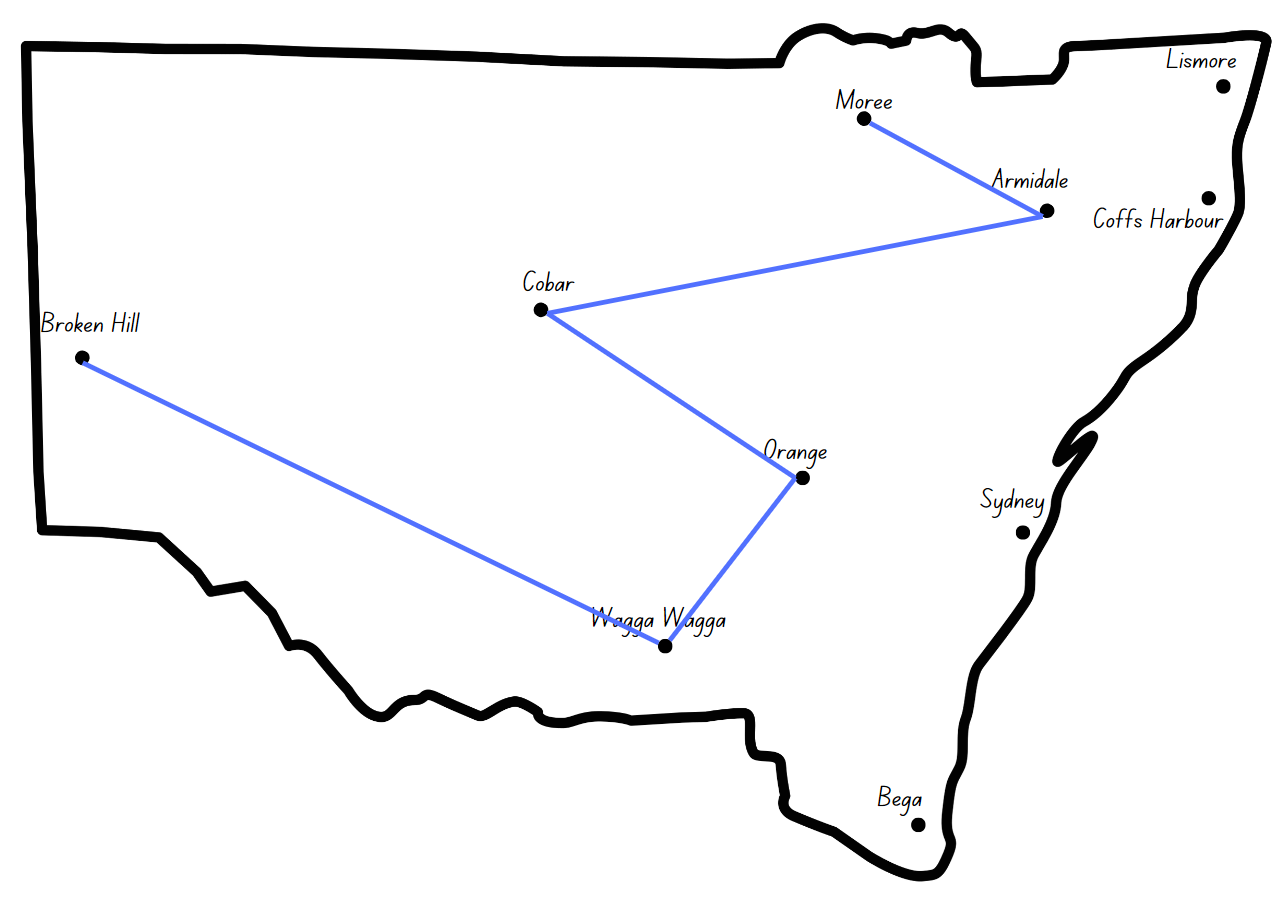 Lismore
Moree
Armidale
Coffs Harbour
Cobar
Broken Hill
Orange
Sydney
Wagga Wagga
Bega